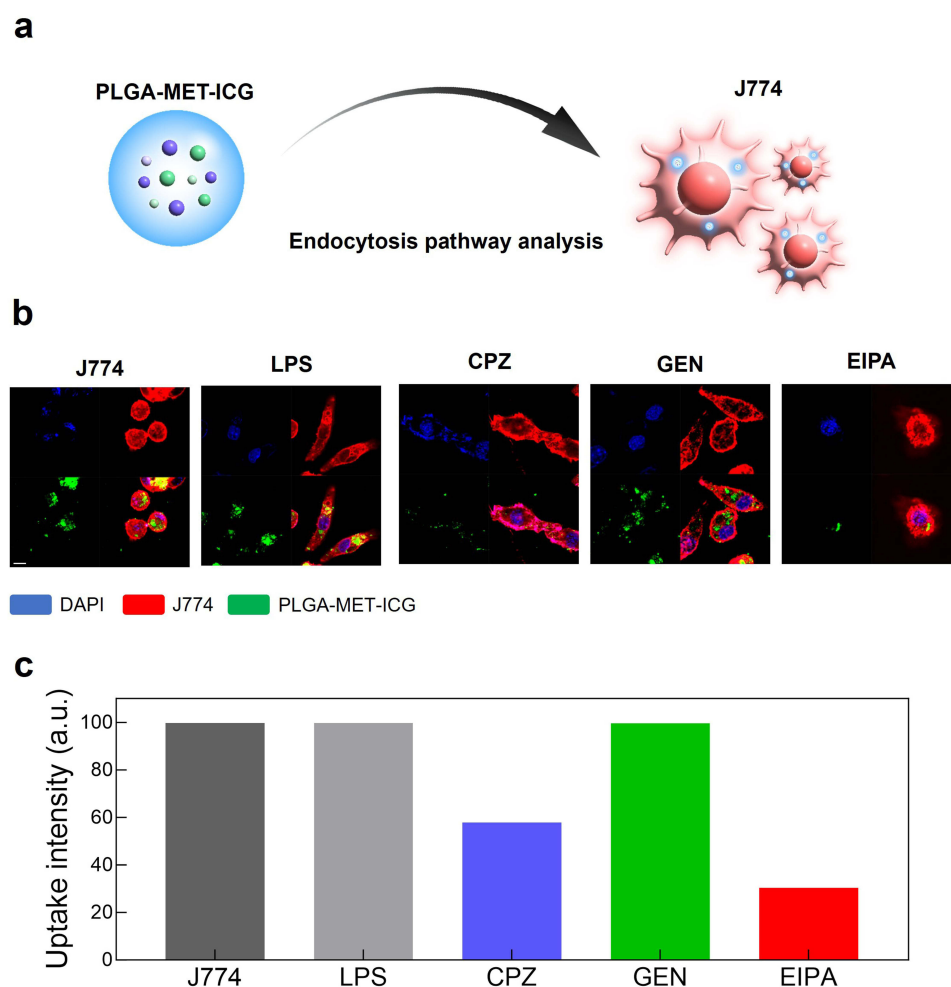 a
PLGA-MET-ICG
J774
Endocytosis pathway analysis
b
J774 LPS CPZ GEN EIPA
DAPI J774 PLGA-MET-ICG
c
Uptake intensity (a.u.)
100
80
60
40
20
0
J774 LPS CPZ GEN EIPA